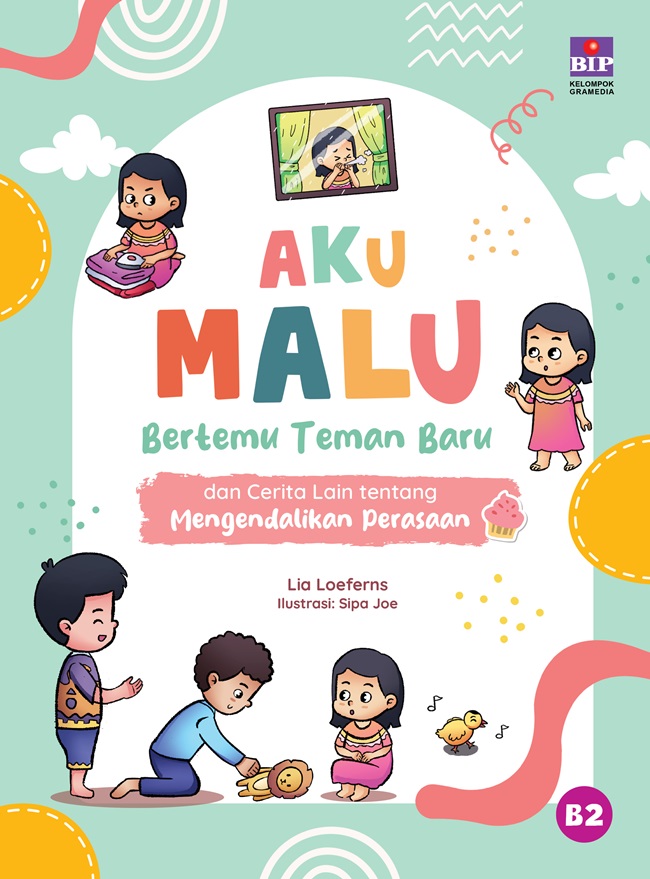 BIP
KELOMPOK
GRAMEDIA
AKU
MALU
Bertemu Teman Baru
dan Cerita Lain tentang
Mengendalikan Perasaan
Lia Loeferns
Ilustrasi: Sipa Joe
B2